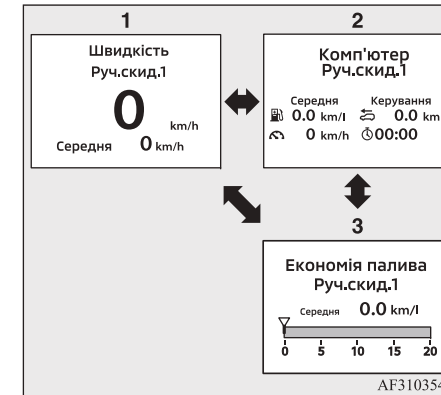 1
Швидкість
Руч.скид.1
0 km/h
Середня 0 km/h
2
Комп'ютер
Руч.скид.1
Середня Керування
0.0 km/l 0.0 km
0 km/h 00:00
3
Економія палива
Руч.скид.1
Середня 0.0 km/l
0 5 10 15 20
AF310354